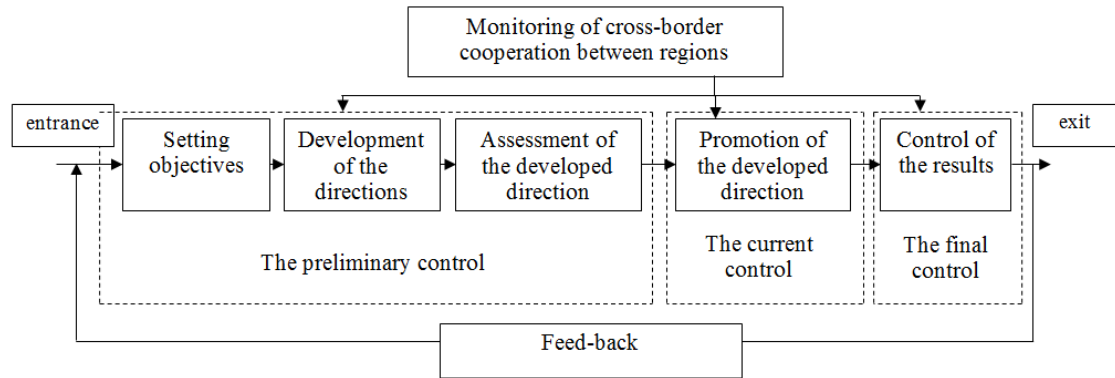 Monitoring of cross-border
cooperation between regions
entrance
exit
Setting
objectives
Development
of the
directions
Assessment of
the developed
direction
Promotion of
the developed
direction
Control of
the results
The preliminary control
The current
control
The final
control
Feed-back